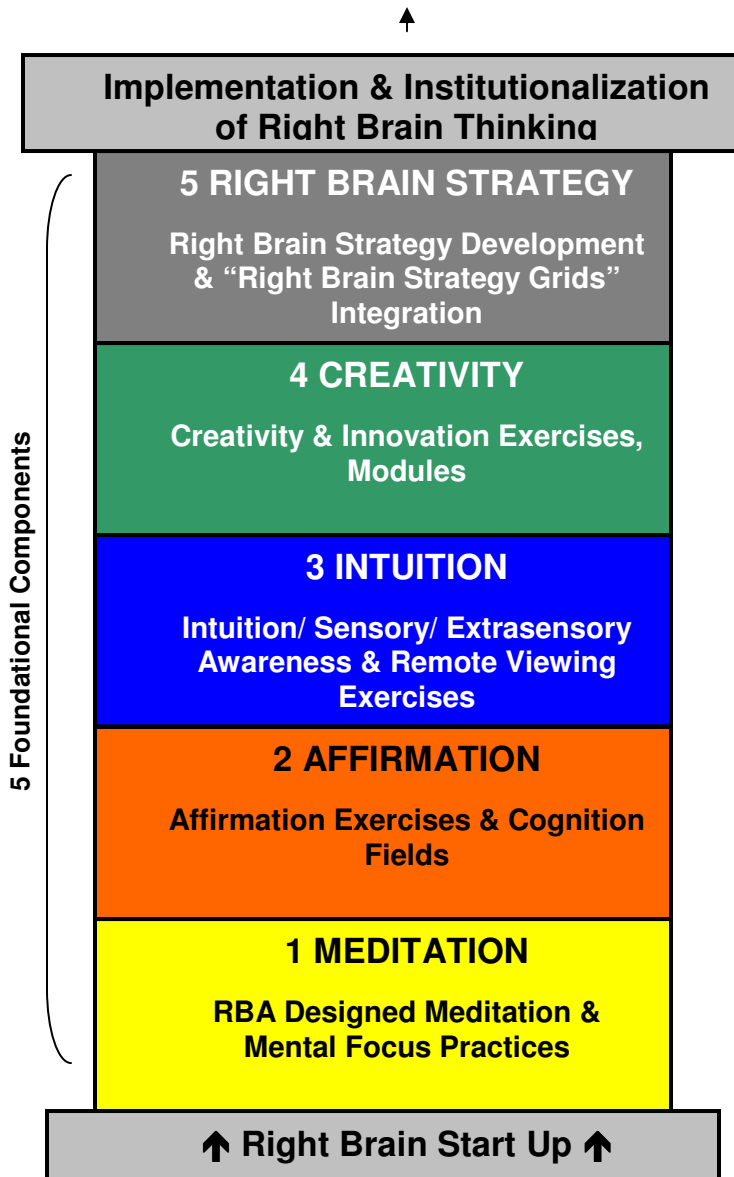 Implementation & Institutionalization
of Right Brain Thinking
5 RIGHT BRAIN STRATEGY
Right Brain Strategy Development
& “Right Brain Strategy Grids”
Integration
4 CREATIVITY
Creativity & Innovation Exercises,
Modules
3 INTUITION
Intuition/ Sensory/ Extrasensory
Awareness & Remote Viewing
Exercises
2 AFFIRMATION
Affirmation Exercises & Cognition
Fields
1 MEDITATION
RBA Designed Meditation &
Mental Focus Practices
5 Foundational Components
↑ Right Brain Start Up ↑